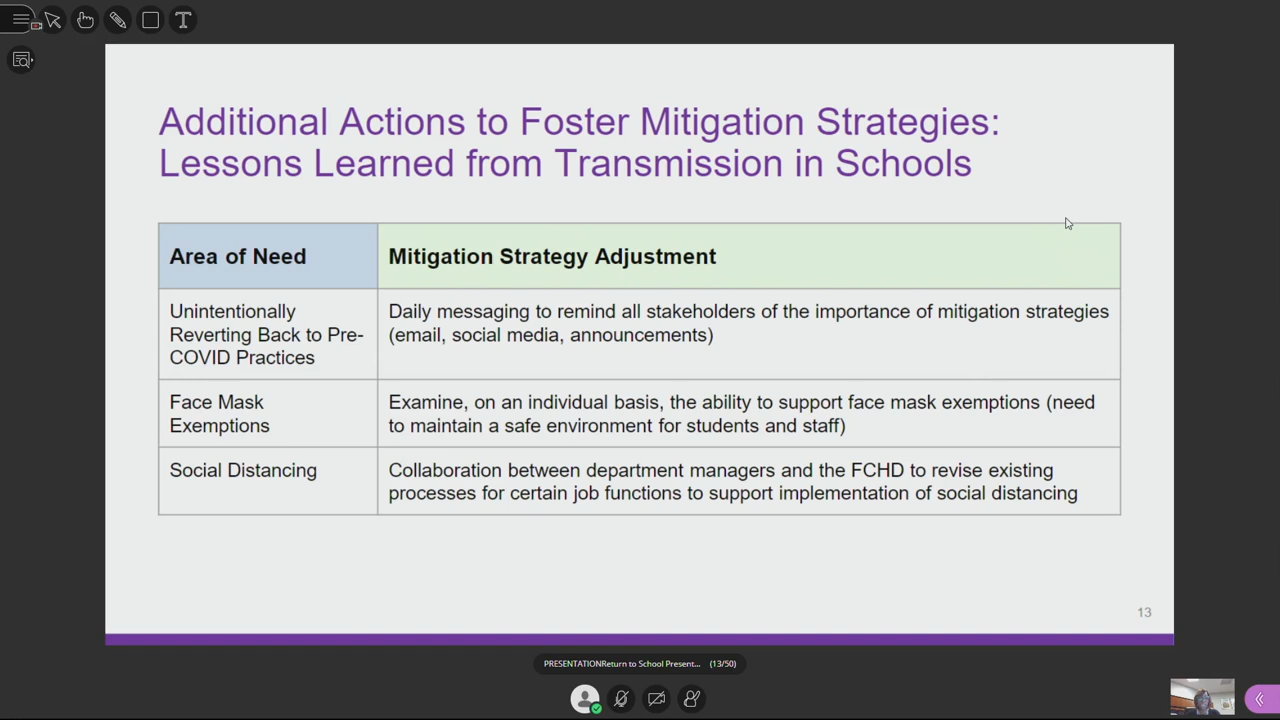 Additional Actions to Foster Mitigation Strategies:
Lessons Learned from Transmission in Schools
Area of Need
Mitigation Strategy Adjustment
Unintentionally
Reverting Back to Pre-
COVID Practices
Daily messaging to remind all stakeholders of the importance of mitigation strategies
(email, social media, announcements)
Face Mask
Exemptions
Examine, on an individual basis, the ability to support face mask exemptions (need
to maintain a safe environment for students and staff)
Social Distancing
Collaboration between department managers and the FCHD to revise existing
processes for certain job functions to support implementation of social distancing
13
PRESENTATIONReturn to School Present... (13/50)